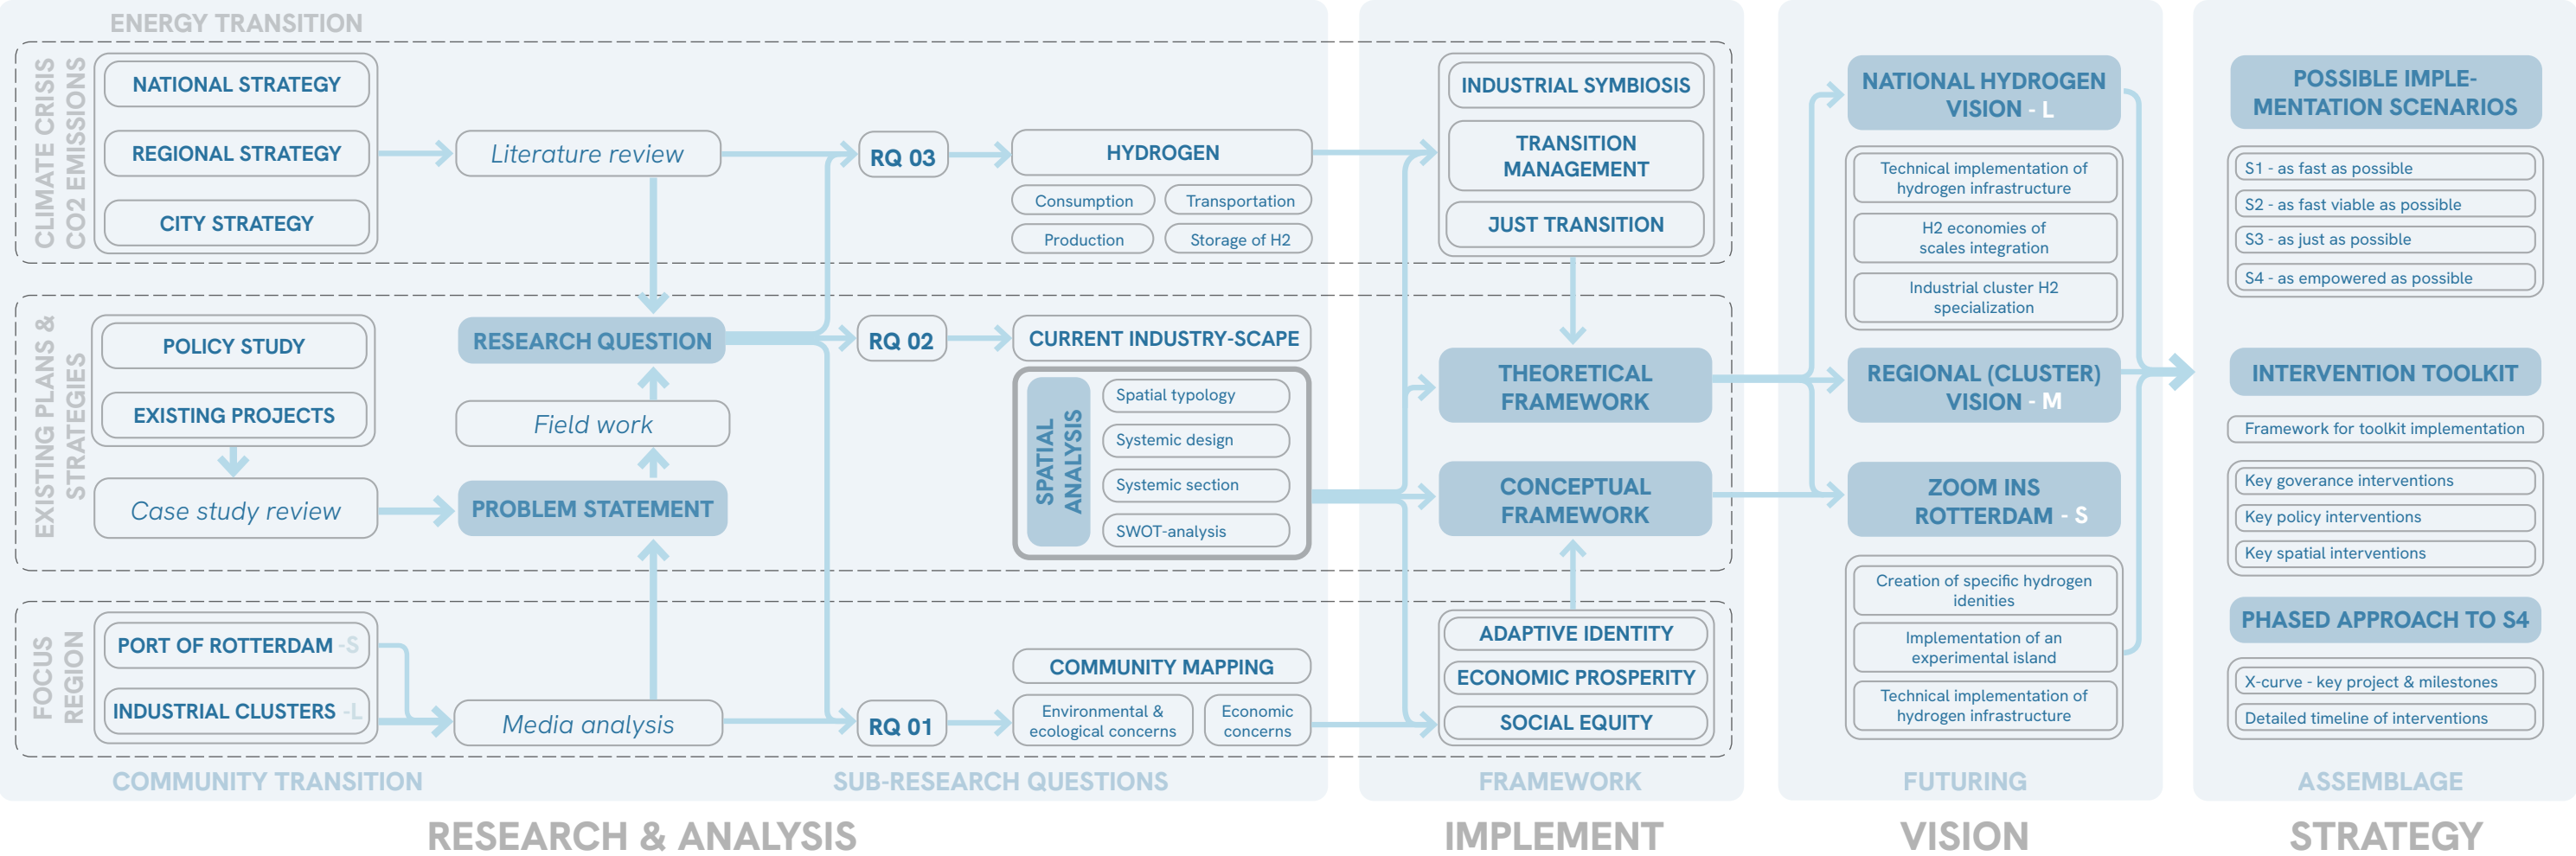 ENERGY TRANSITION
CLIMATE CRISIS
CO2 EMISSIONS
NATIONAL STRATEGY
REGIONAL STRATEGY
CITY STRATEGY
Literature review
RQ 03
HYDROGEN
Consumption
Transportation
Production
Storage of H2
INDUSTRIAL SYMBIOSIS
TRANSITION
MANAGEMENT
JUST TRANSITION
EXISTING PLANS &
STRATEGIES
POLICY STUDY
EXISTING PROJECTS
Case study review
RESEARCH QUESTION
Field work
PROBLEM STATEMENT
RQ 02
CURRENT INDUSTRY-SCAPE
SPATIAL
ANALYSIS
Spatial typology
Systemic design
Systemic section
SWOT-analysis
THEORETICAL
FRAMEWORK
CONCEPTUAL
FRAMEWORK
FOCUS
REGION
PORT OF ROTTERDAM -S
INDUSTRIAL CLUSTERS -L
Media analysis
RQ 01
COMMUNITY MAPPING
Environmental &
ecological concerns
Economic
concerns
ADAPTIVE IDENTITY
ECONOMIC PROSPERITY
SOCIAL EQUITY
NATIONAL HYDROGEN
VISION - L
Technical implementation of
hydrogen infrastructure
H2 economies of
scales integration
Industrial cluster H2
specialization
REGIONAL (CLUSTER)
VISION - M
ZOOM INS
ROTTERDAM - S
Creation of specific hydrogen
idenities
Implementation of an
experimental island
Technical implementation of
hydrogen infrastructure
POSSIBLE IMPLE-
MENTATION SCENARIOS
S1 - as fast as possible
S2 - as fast viable as possible
S3 - as just as possible
S4 - as empowered as possible
INTERVENTION TOOLKIT
Framework for toolkit implementation
Key goverance interventions
Key policy interventions
Key spatial interventions
PHASED APPROACH TO S4
X-curve - key project & milestones
Detailed timeline of interventions
COMMUNITY TRANSITION
SUB-RESEARCH QUESTIONS
FRAMEWORK
FUTURING
ASSEMBLAGE
RESEARCH & ANALYSIS
IMPLEMENT
VISION
STRATEGY